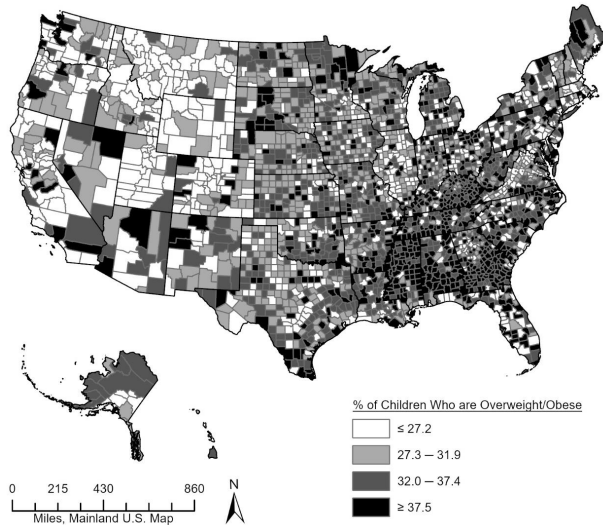 % of Children Who are Overweight/Obese
≤ 27.2
27.3 – 31.9
32.0 – 37.4
≥ 37.5
N
0 215 430 860
Miles, Mainland U.S. Map